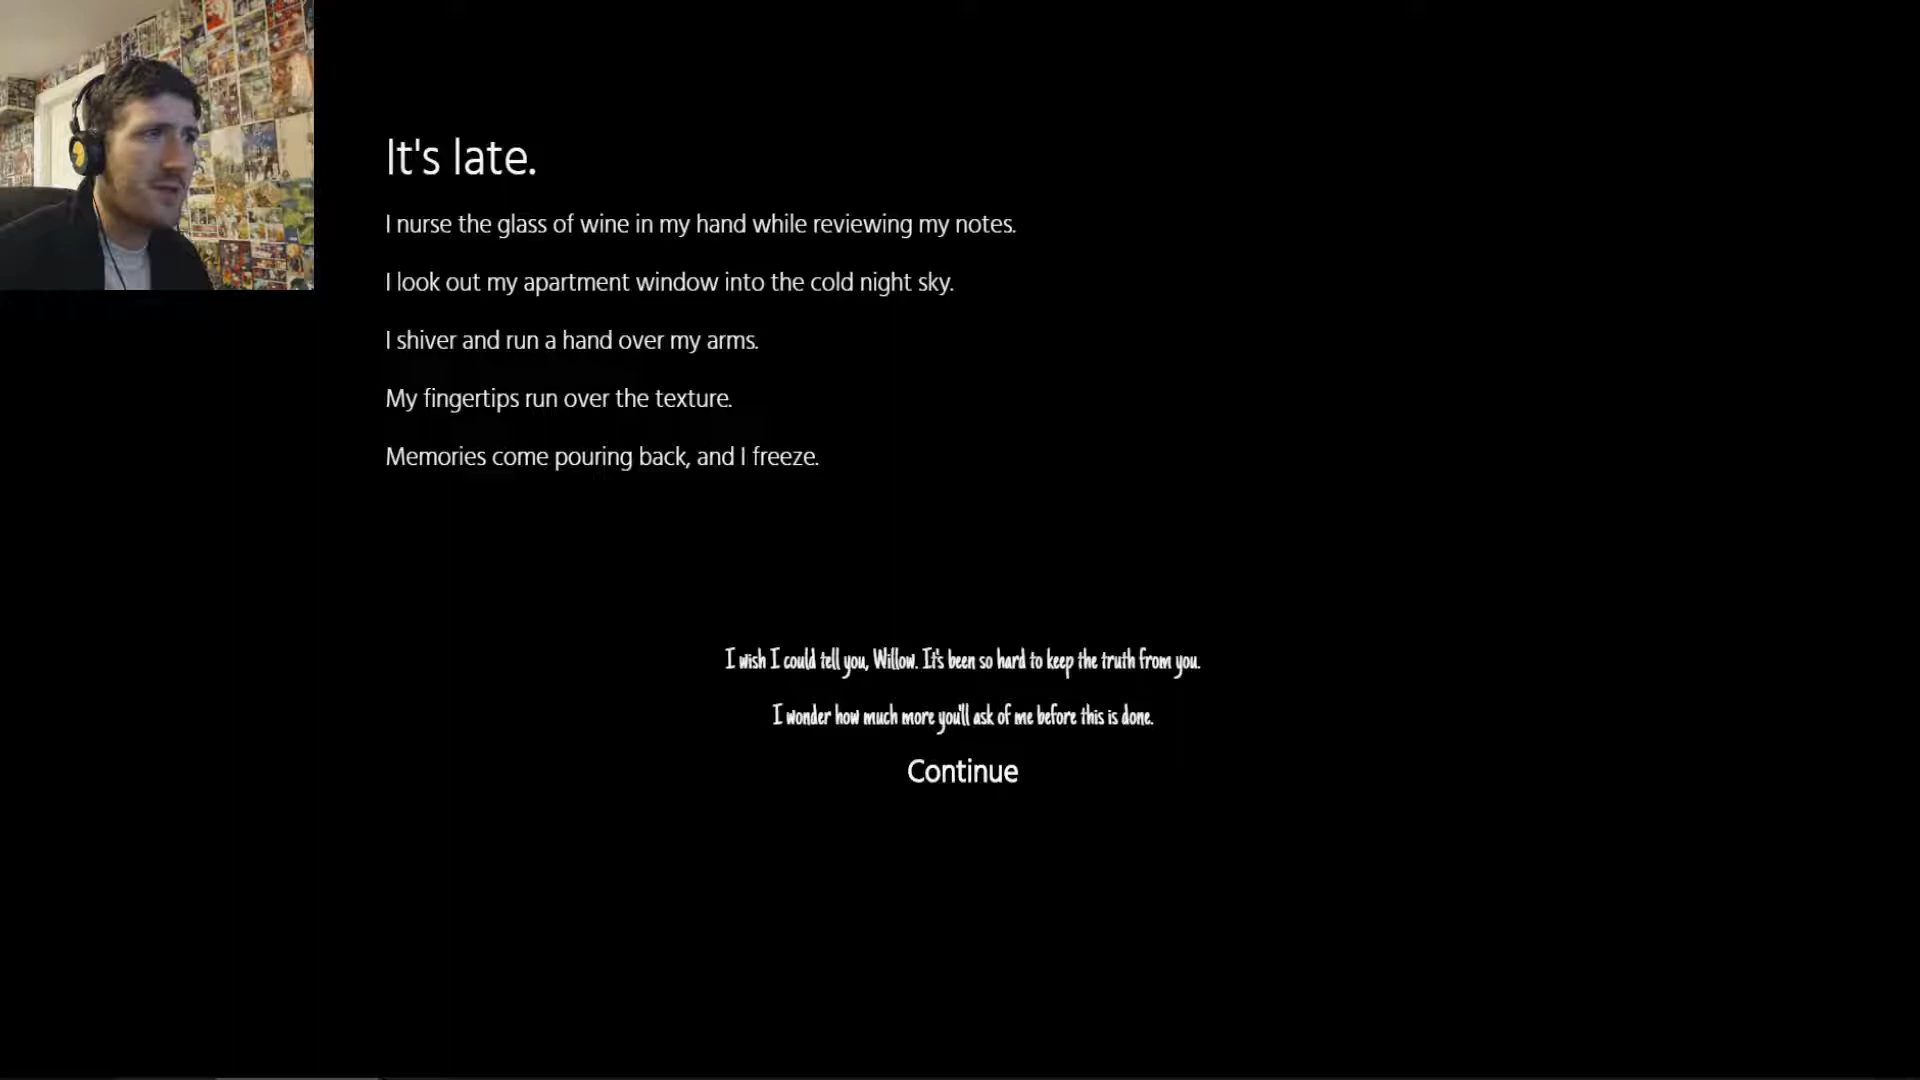 It's late.
I nurse the glass of wine in my hand while reviewing my notes.
I look out my apartment window into the cold night sky.
I shiver and run a hand over my arms.
My fingertips run over the texture.
Memories come pouring back, and I freeze.
I wish I could tell you, Willow. It's been so hard to keep the truth from you.
I wonder how much more you'll ask of me before this is done.
Continue